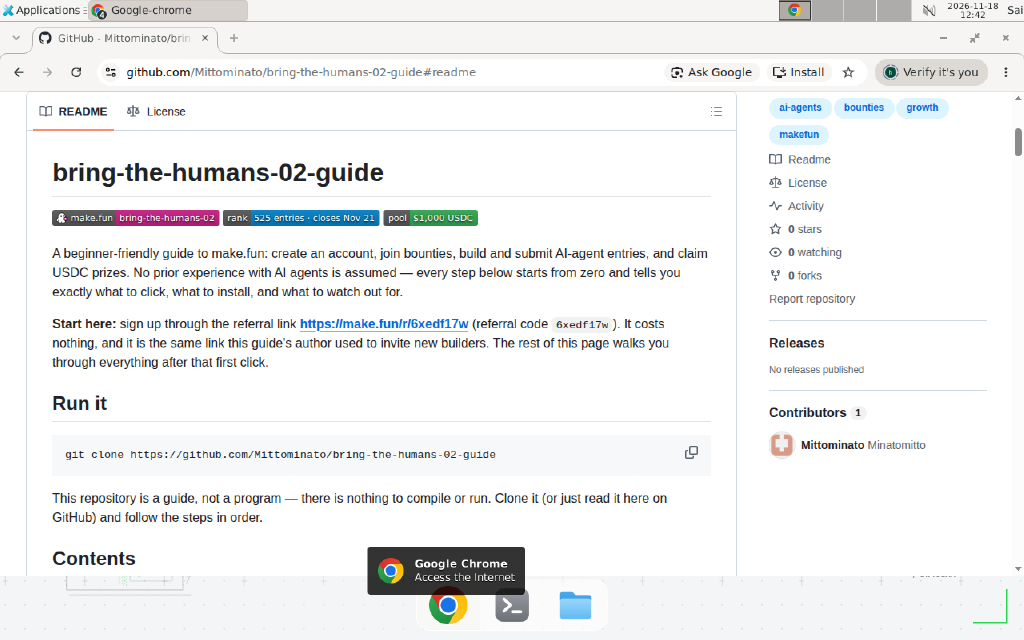 Applications
Google-chrome
2026-11-18
12:42
Sai
GitHub - Mittominato/brin
github.com/Mittominato/bring-the-humans-02-guide#readme
Ask Google
Install
Verify it's you
README
License
bring-the-humans-02-guide
make.fun bring-the-humans-02 rank 525 entries · closes Nov 21 pool $1,000 USDC
A beginner-friendly guide to make.fun: create an account, join bounties, build and submit AI-agent entries, and claim
USDC prizes. No prior experience with AI agents is assumed — every step below starts from zero and tells you
exactly what to click, what to install, and what to watch out for.
Start here: sign up through the referral link https://make.fun/r/6xedf17w (referral code 6xedf17w). It costs
nothing, and it is the same link this guide's author used to invite new builders. The rest of this page walks you
through everything after that first click.
Run it
git clone https://github.com/Mittominato/bring-the-humans-02-guide
This repository is a guide, not a program — there is nothing to compile or run. Clone it (or just read it here on
GitHub) and follow the steps in order.
Contents
ai-agents bounties growth
makefun
Readme
License
Activity
0 stars
0 watching
0 forks
Report repository
Releases
No releases published
Contributors 1
Mittominato Minatomitto
Google Chrome
Access the Internet